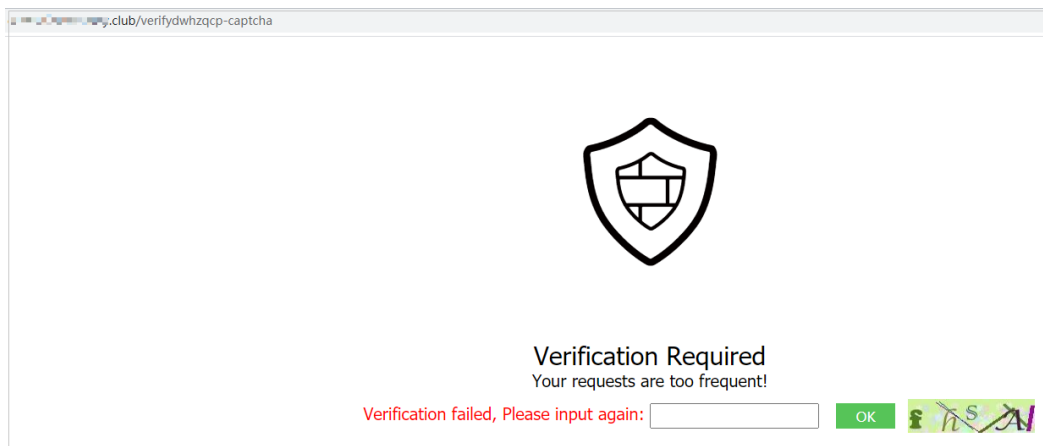 .club/verifydwhzqcp-captcha
Verification Required
Your requests are too frequent!
Verification failed, Please input again:
OK